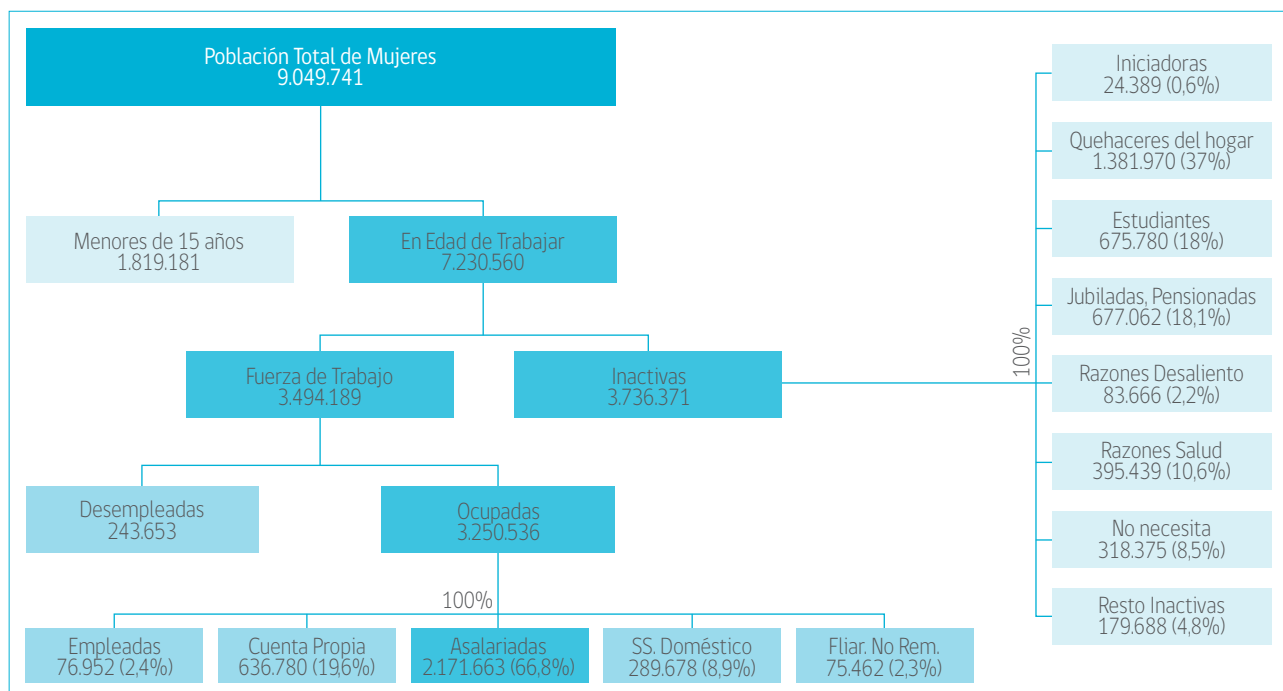 Población Total de Mujeres
9.049.741
Menores de 15 años
1.819.181
En Edad de Trabajar
7.230.560
Fuerza de Trabajo
3.494.189
Inactivas
3.736.371
Desempleadas
243.653
Ocupadas
3.250.536
100%
Empleadas
76.952 (2,4%)
Cuenta Propia
636.780 (19,6%)
Asalariadas
2.171.663 (66,8%)
SS. Doméstico
289.678 (8,9%)
Fliar. No Rem.
75.462 (2,3%)
100%
Iniciadoras
24.389 (0,6%)
Quehaceres del hogar
1.381.970 (37%)
Estudiantes
675.780 (18%)
Jubiladas, Pensionadas
677.062 (18,1%)
Razones Desaliento
83.666 (2,2%)
Razones Salud
395.439 (10,6%)
No necesita
318.375 (8,5%)
Resto Inactivas
179.688 (4,8%)